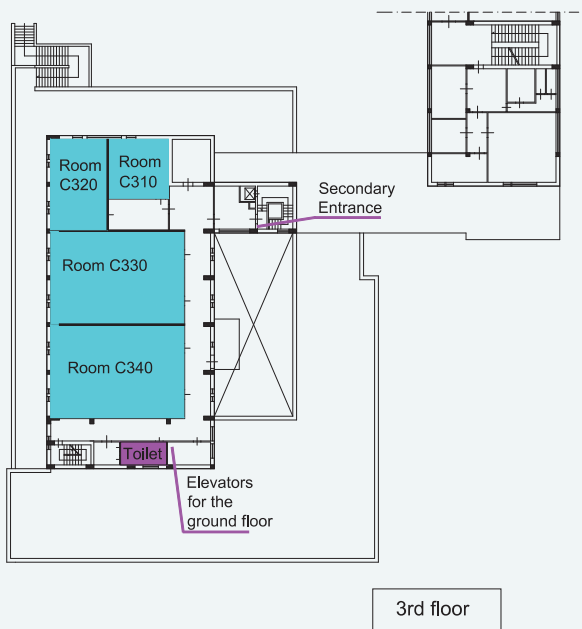 Room
C320
Room
C310
Secondary
Entrance
Room C330
Room C340
Toilet
Elevators
for the
ground floor
3rd floor